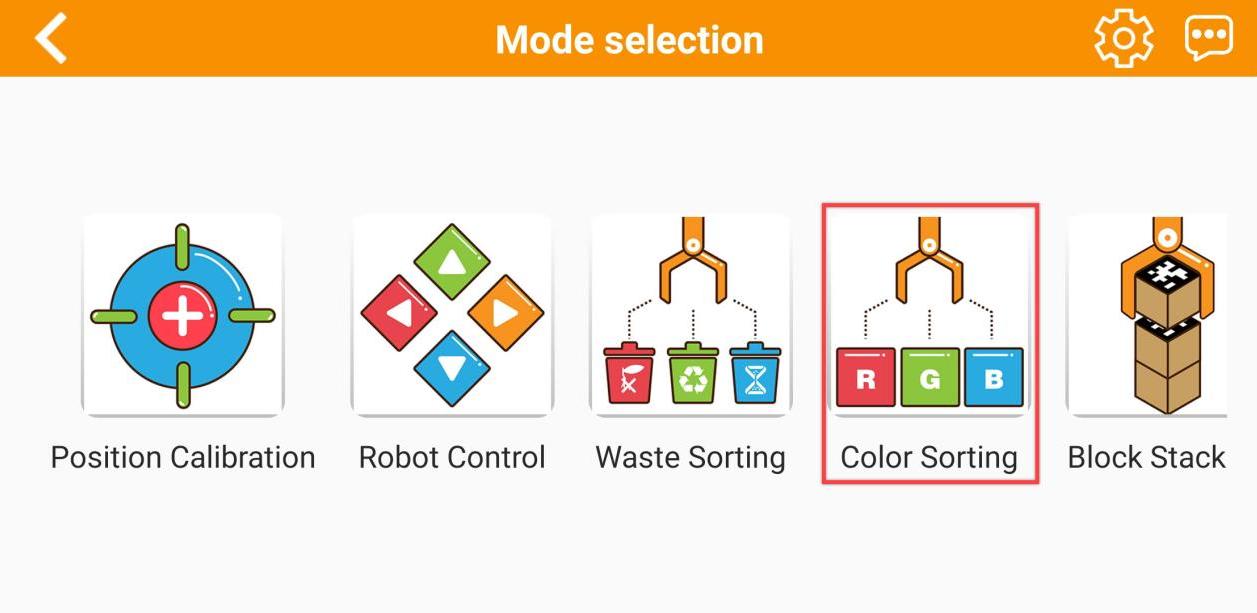 Mode selection
R G B
Position Calibration
Robot Control
Waste Sorting
Color Sorting
Block Stack